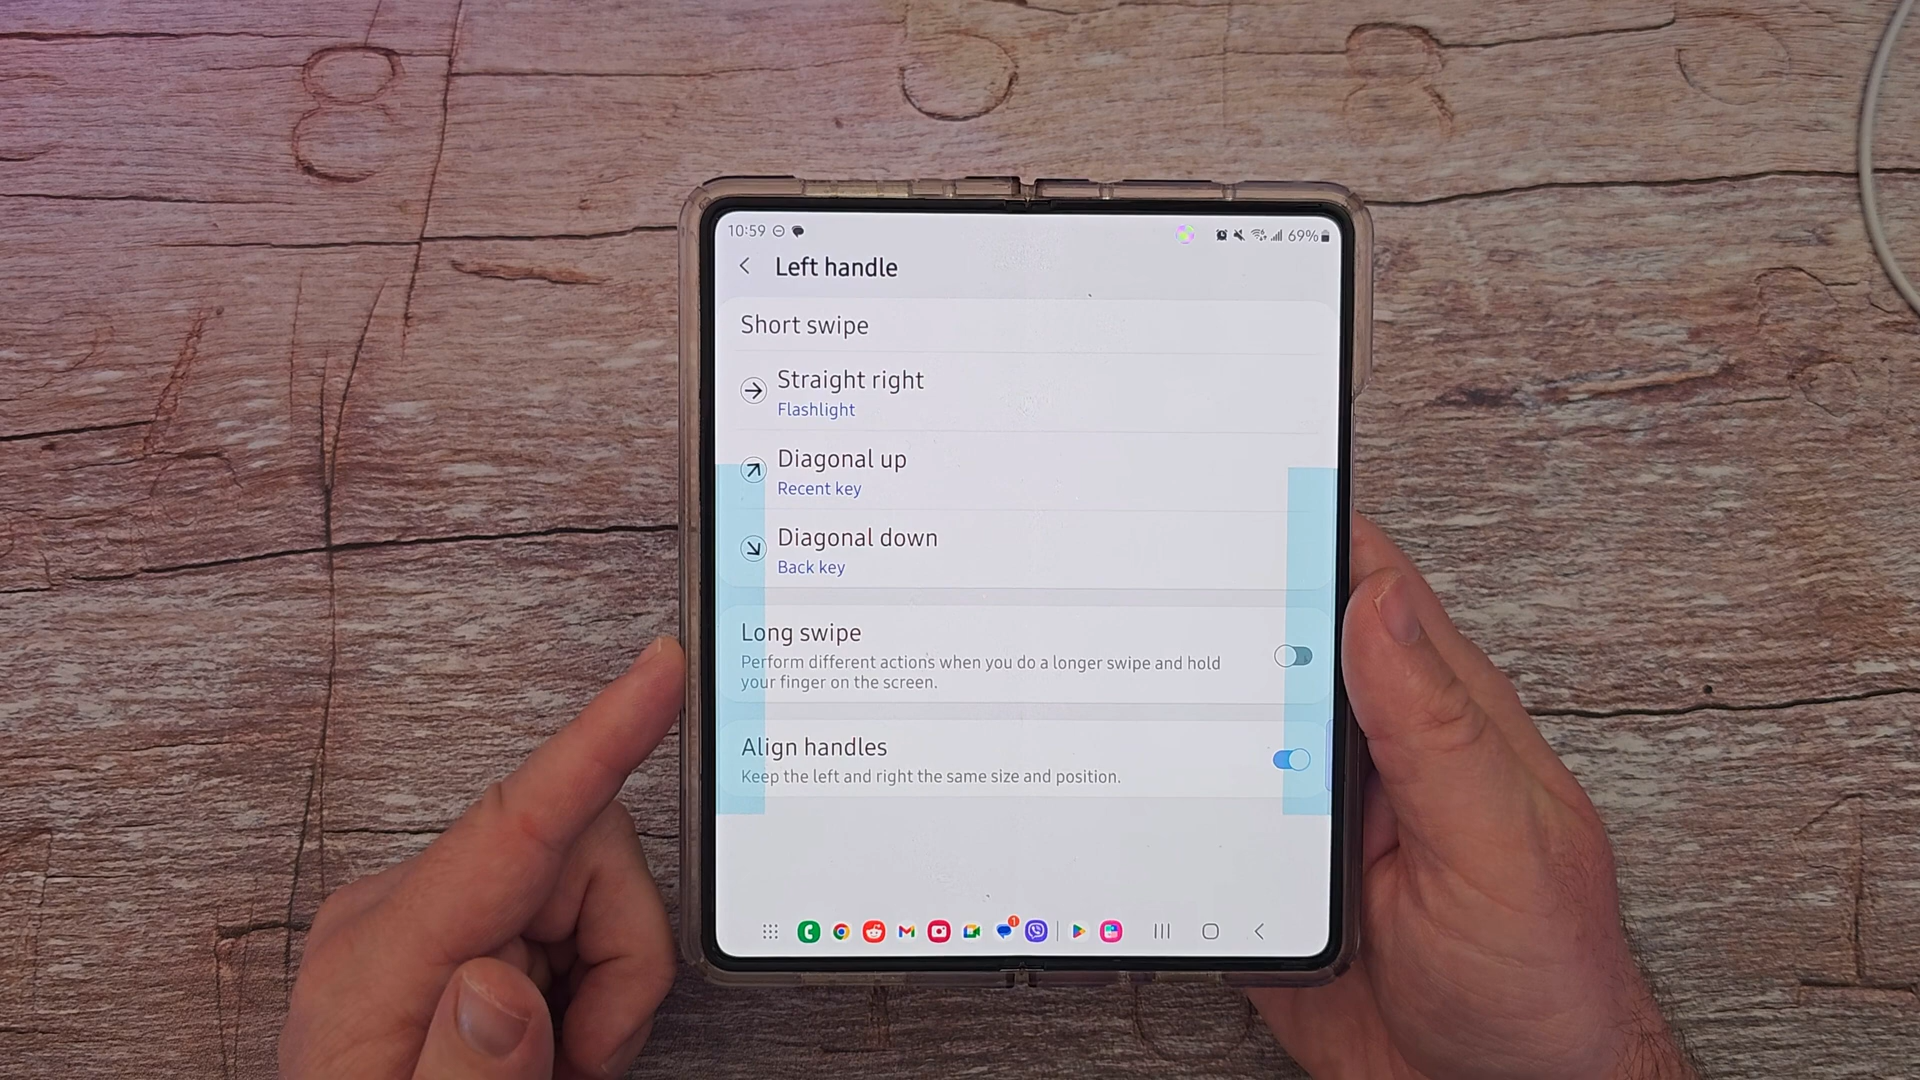 10:59
69%
Left handle
Short swipe
Straight right
Flashlight
Diagonal up
Recent key
Diagonal down
Back key
Long swipe
Perform different actions when you do a longer swipe and hold
your finger on the screen.
Align handles
Keep the left and right the same size and position.
1